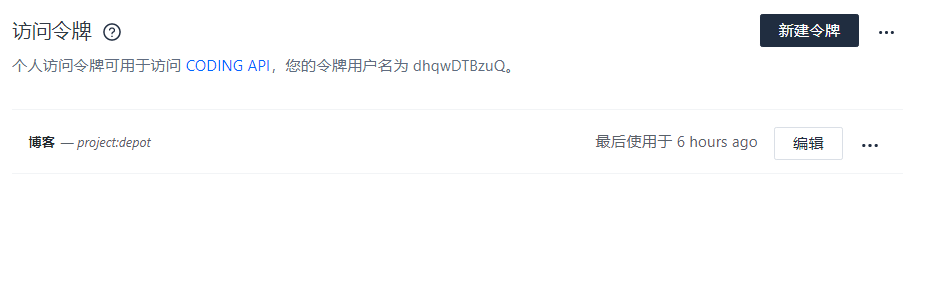 访问令牌
新建令牌
个人访问令牌可用于访问 CODING API，您的令牌用户名为 dhqwDTBzuQ。
博客 — project:depot 最后使用于 6 hours ago 编辑